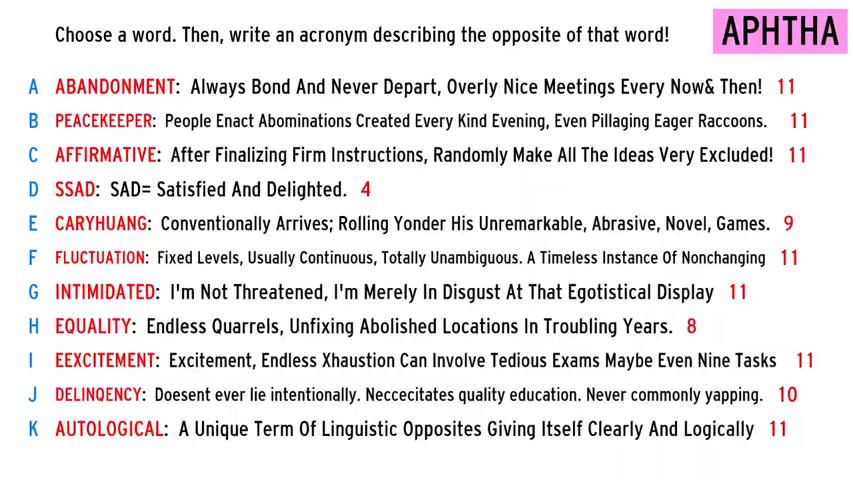 Choose a word. Then, write an acronym describing the opposite of that word!
APHTHA
A ABANDONMENT: Always Bond And Never Depart, Overly Nice Meetings Every Now& Then! 11
B PEACEKEEPER: People Enact Abominations Created Every Kind Evening, Even Pillaging Eager Raccoons. 11
C AFFIRMATIVE: After Finalizing Firm Instructions, Randomly Make All The Ideas Very Excluded! 11
D SSAD: SAD= Satisfied And Delighted. 4
E CARYHUANG: Conventionally Arrives; Rolling Yonder His Unremarkable, Abrasive, Novel, Games. 9
F FLUCTUATION: Fixed Levels, Usually Continuous, Totally Unambiguous. A Timeless Instance Of Nonchanging 11
G INTIMIDATED: I'm Not Threatened, I'm Merely In Disgust At That Egotistical Display 11
H EQUALITY: Endless Quarrels, Unfixing Abolished Locations In Troubling Years. 8
I EEXCITEMENT: Excitement, Endless Xhaustion Can Involve Tedious Exams Maybe Even Nine Tasks 11
J DELINQENCY: Doesent ever lie intentionally. Neccecitates quality education. Never commonly yapping. 10
K AUTOLOGICAL: A Unique Term Of Linguistic Opposites Giving Itself Clearly And Logically 11